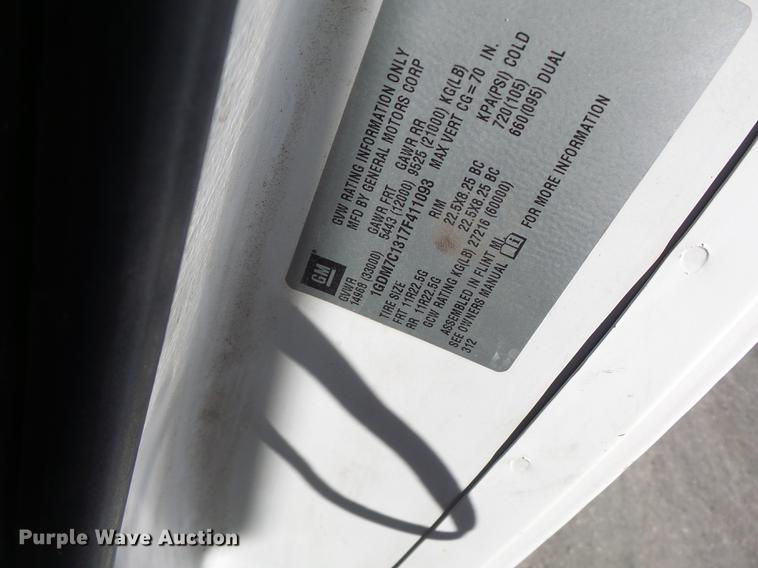 GM
GVW RATING INFORMATION ONLY
MFD BY GENERAL MOTORS CORP
GVWR GAWR FRT GAWR RR
14968 (33000) 5443 (12000) 9525 (21000) KG(LB)
1GDM7C1317F411093 MAX VERT CG=70 IN.
TIRE SIZE RIM KPA(PSI) COLD
FRT 11R22.5G 22.5X8.25 BC 720(105)
RR 11R22.5G 22.5X8.25 BC 660(095) DUAL
GCW RATING KG(LB) 27216 (60000)
ASSEMBLED IN FLINT MI.
SEE OWNERS MANUAL FOR MORE INFORMATION
312
Purple Wave Auction